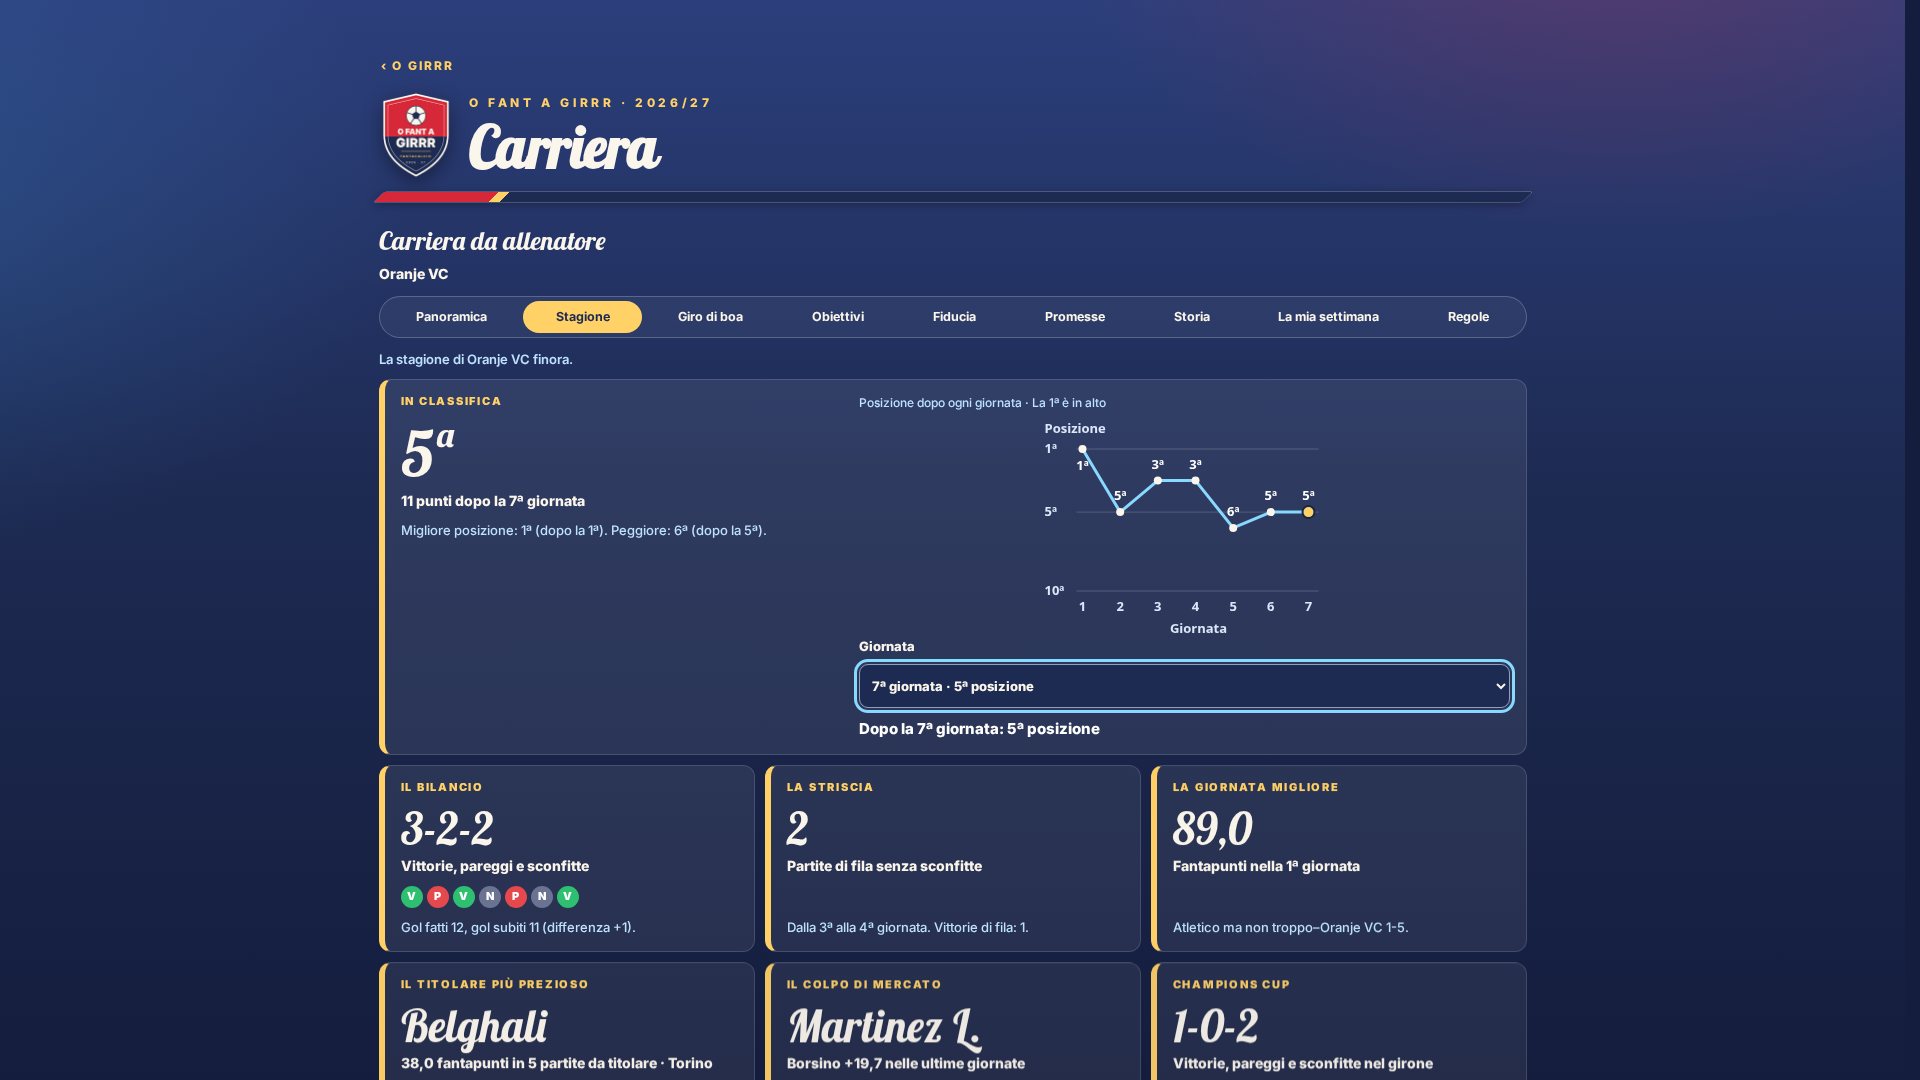 ‹ O GIRRR
O FANT A
GIRRR
O FANT A GIRRR · 2026/27
Carriera
Carriera da allenatore
Oranje VC
Panoramica
Stagione
Giro di boa
Obiettivi
Fiducia
Promesse
Storia
La mia settimana
Regole
La stagione di Oranje VC finora.
IN CLASSIFICA
5ª
11 punti dopo la 7ª giornata
Migliore posizione: 1ª (dopo la 1ª). Peggiore: 6ª (dopo la 5ª).
Posizione dopo ogni giornata · La 1ª è in alto
Posizione
1ª
5ª
10ª
1ª
5ª
3ª
3ª
6ª
5ª
5ª
1 2 3 4 5 6 7
Giornata
Giornata
7ª giornata · 5ª posizione
Dopo la 7ª giornata: 5ª posizione
IL BILANCIO
3-2-2
Vittorie, pareggi e sconfitte
V P V N P N V
Gol fatti 12, gol subiti 11 (differenza +1).
LA STRISCIA
2
Partite di fila senza sconfitte
Dalla 3ª alla 4ª giornata. Vittorie di fila: 1.
LA GIORNATA MIGLIORE
89,0
Fantapunti nella 1ª giornata
Atletico ma non troppo–Oranje VC 1-5.
IL TITOLARE PIÙ PREZIOSO
Belghali
38,0 fantapunti in 5 partite da titolare · Torino
IL COLPO DI MERCATO
Martinez L.
Borsino +19,7 nelle ultime giornate
CHAMPIONS CUP
1-0-2
Vittorie, pareggi e sconfitte nel girone